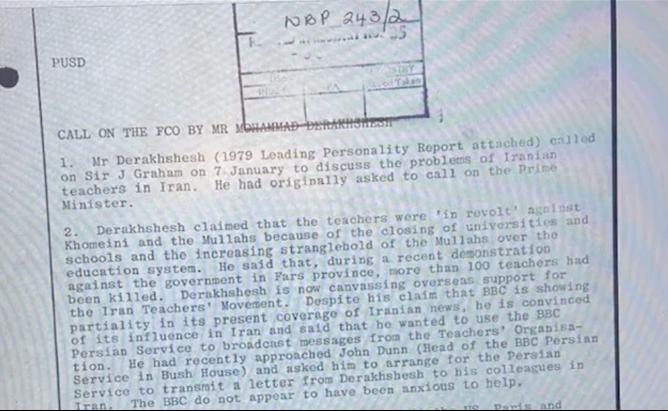 NBP 243/2
PUSD
CALL ON THE FCO BY MR MOHAMMAD DERAKHSHESH
1. Mr Derakhshesh (1979 Leading Personality Report attached) called
on Sir J Graham on 7 January to discuss the problems of Iranian
teachers in Iran. He had originally asked to call on the Prime
Minister.
2. Derakhshesh claimed that the teachers were 'in revolt' against
Khomeini and the Mullahs because of the closing of universities and
schools and the increasing stranglehold of the Mullahs over the
education system. He said that, during a recent demonstration
against the government in Fars province, more than 100 teachers had
been killed. Derakhshesh is now canvassing overseas support for
the Iran Teachers' Movement. Despite his claim that BBC is showing
partiality in its present coverage of Iranian news, he is convinced
of its influence in Iran and said that he wanted to use the BBC
Persian Service to broadcast messages from the Teachers' Organisa-
tion. He had recently approached John Dunn (Head of the BBC Persian
Service in Bush House) and asked him to arrange for the Persian
Service to transmit a letter from Derakhshesh to his colleagues in
Iran. The BBC do not appear to have been anxious to help.
US, Paris and